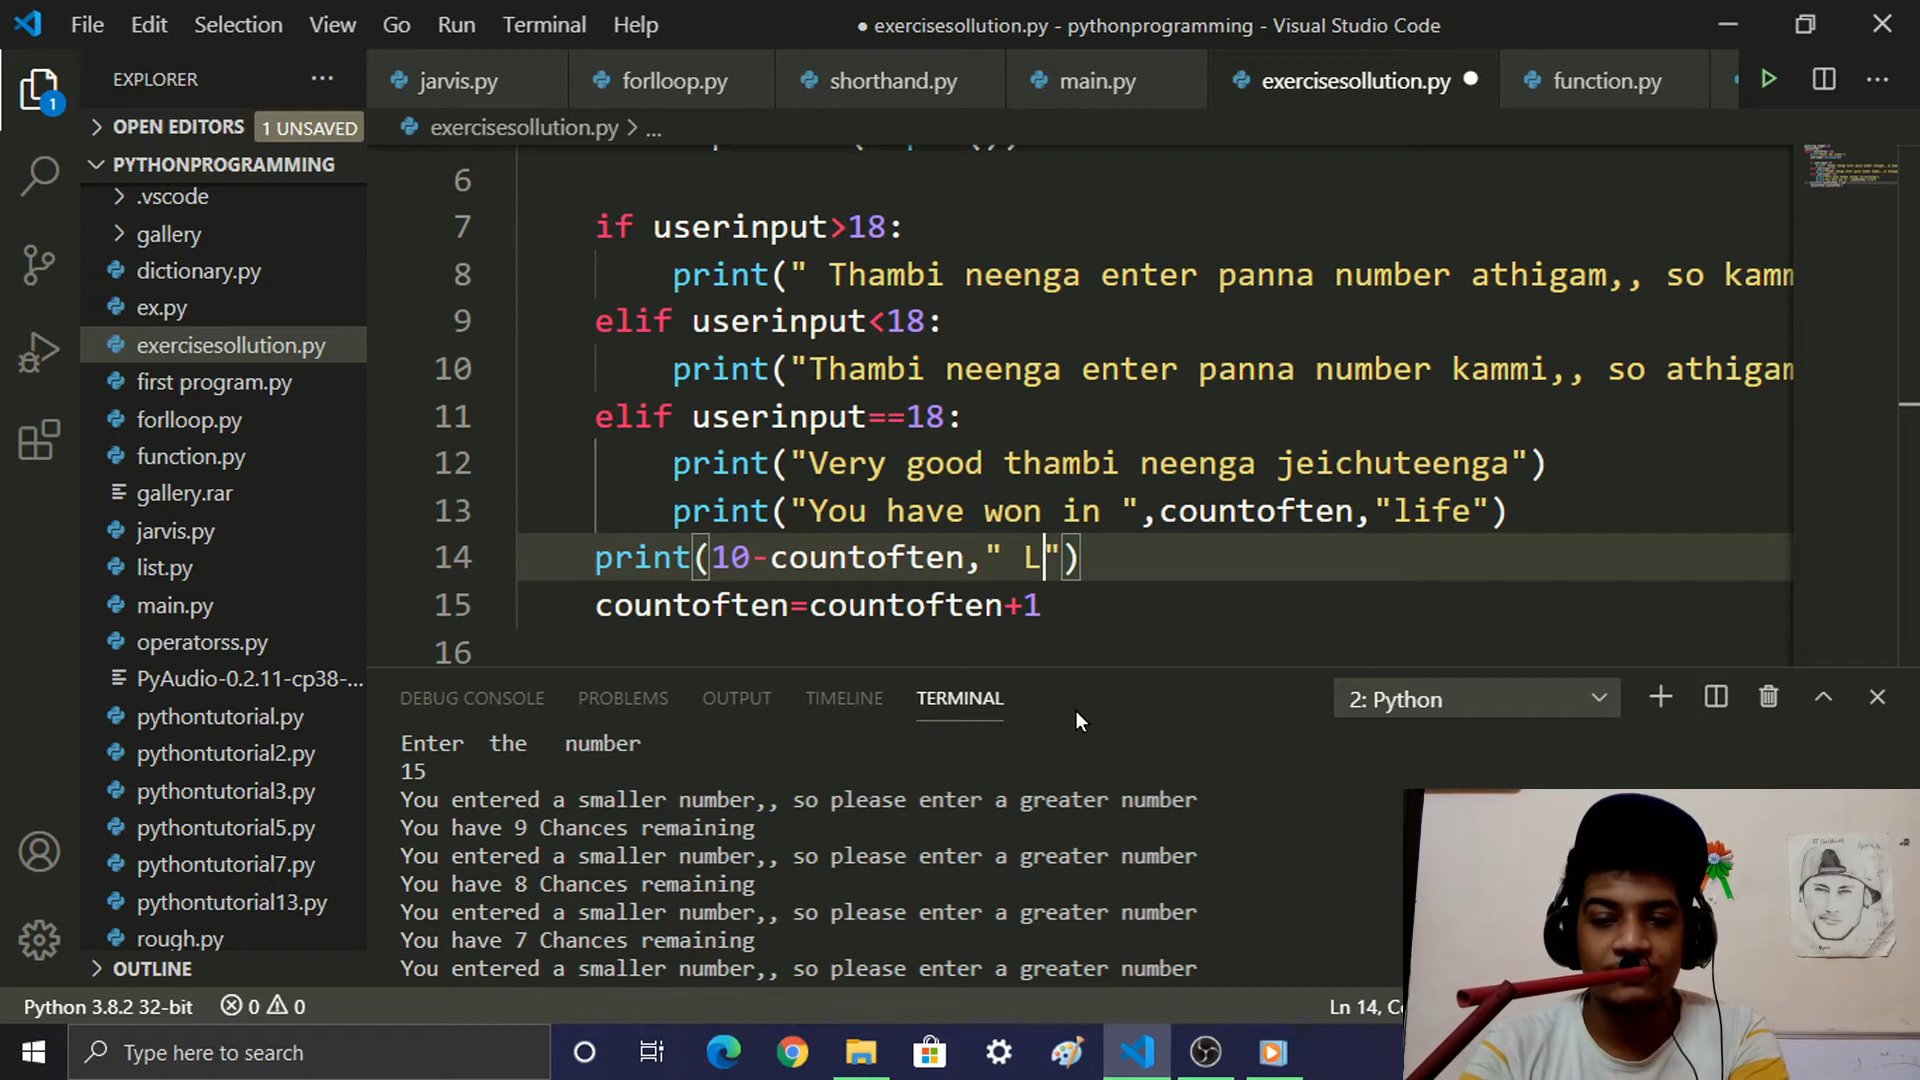 File Edit Selection View Go Run Terminal Help
● exercisesollution.py - pythonprogramming - Visual Studio Code
EXPLORER ...
jarvis.py forlloop.py shorthand.py main.py exercisesollution.py function.py
OPEN EDITORS 1 UNSAVED
exercisesollution.py > ...
PYTHONPROGRAMMING
.vscode
gallery
dictionary.py
ex.py
exercisesollution.py
first program.py
forlloop.py
function.py
gallery.rar
jarvis.py
list.py
main.py
operatorss.py
PyAudio-0.2.11-cp38-...
pythontutorial.py
pythontutorial2.py
pythontutorial3.py
pythontutorial5.py
pythontutorial7.py
pythontutorial13.py
rough.py
OUTLINE
1
6
7 if userinput>18:
8 print(" Thambi neenga enter panna number athigam,, so kamm
9 elif userinput<18:
10 print("Thambi neenga enter panna number kammi,, so athigam
11 elif userinput==18:
12 print("Very good thambi neenga jeichuteenga")
13 print("You have won in ",countoften,"life")
14 print(10-countoften," L")
15 countoften=countoften+1
16
DEBUG CONSOLE PROBLEMS OUTPUT TIMELINE TERMINAL 2: Python
Enter the number
15
You entered a smaller number,, so please enter a greater number
You have 9 Chances remaining
You entered a smaller number,, so please enter a greater number
You have 8 Chances remaining
You entered a smaller number,, so please enter a greater number
You have 7 Chances remaining
You entered a smaller number,, so please enter a greater number
Python 3.8.2 32-bit 0 0 Ln 14,
Type here to search